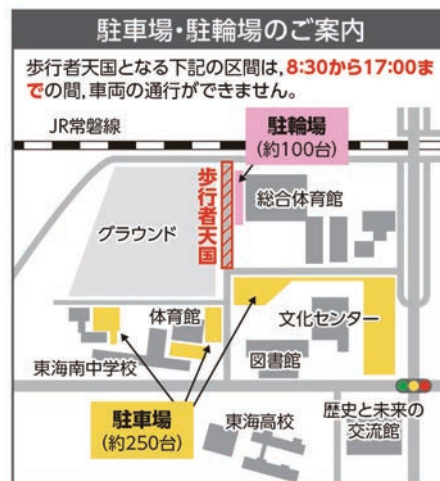 駐車場・駐輪場のご案内
歩行者天国となる下記の区間は,8:30から17:00ま
での間,車両の通行ができません。
JR常磐線
駐輪場
(約100台)
歩行者天国
総合体育館
グラウンド
体育館
文化センター
東海南中学校
図書館
駐車場
(約250台)
東海高校
歴史と未来の
交流館